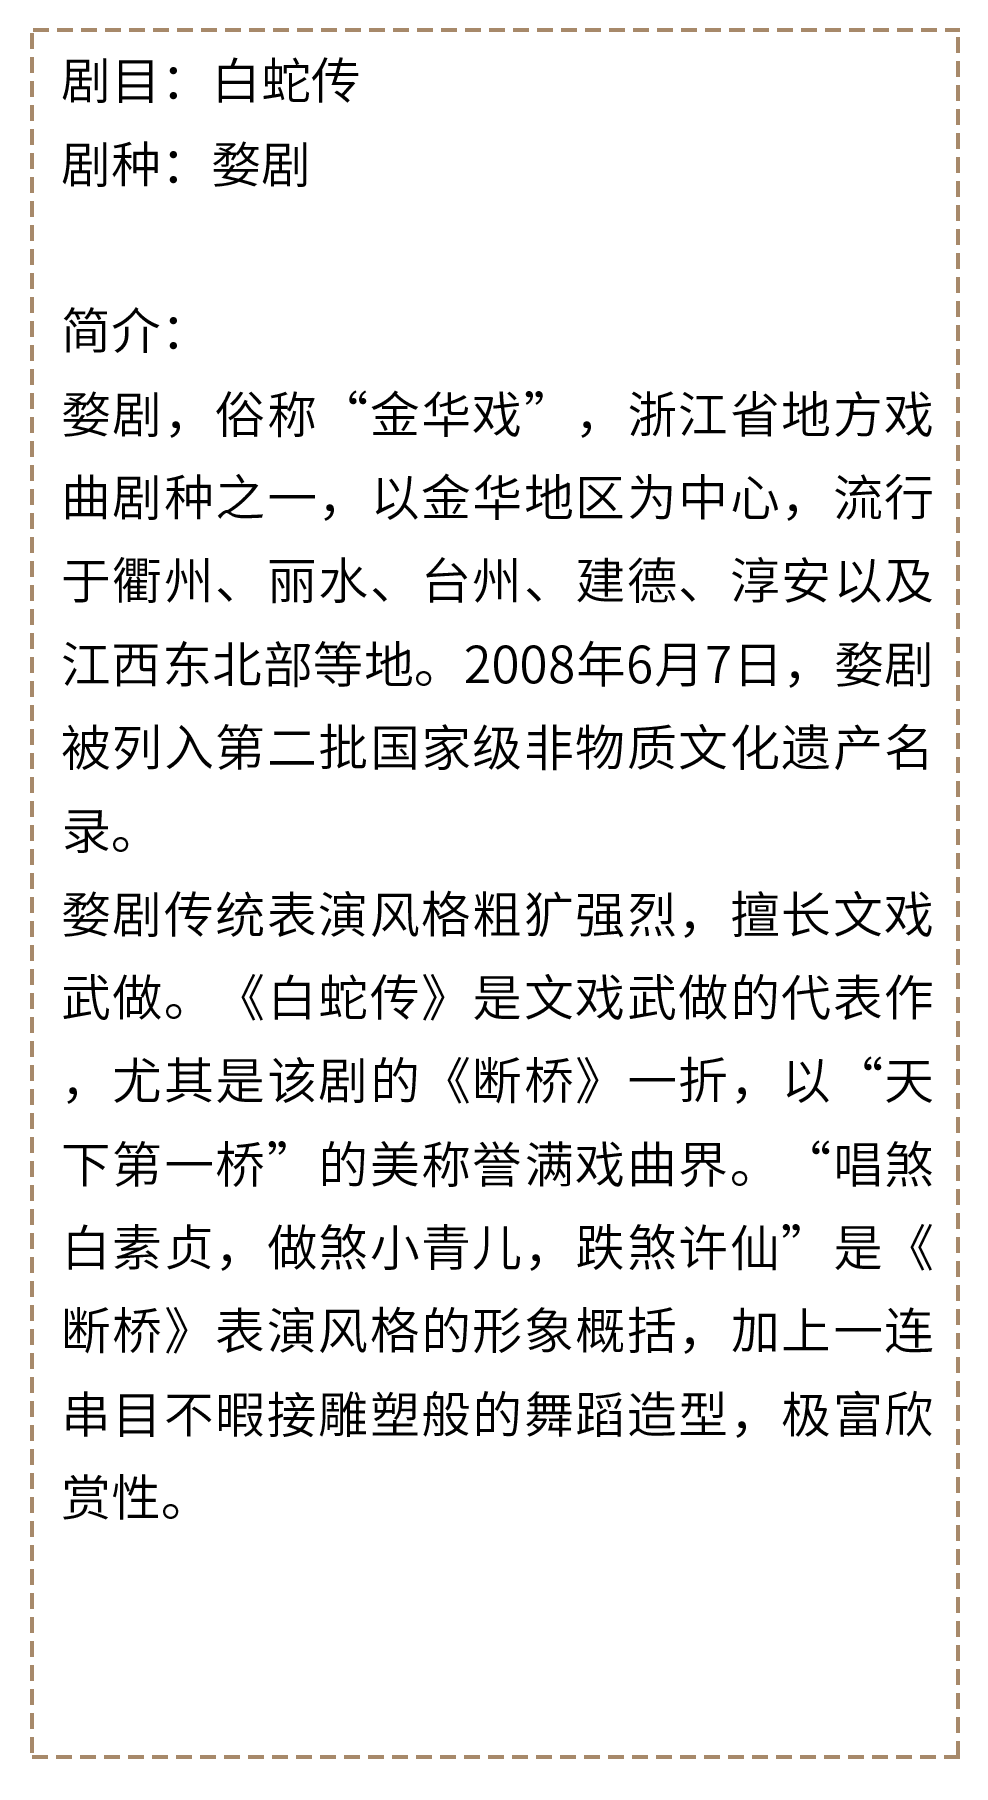 剧目：白蛇传
剧种：婺剧
简介：
婺剧，俗称“金华戏”，浙江省地方戏
曲剧种之一，以金华地区为中心，流行
于衢州、丽水、台州、建德、淳安以及
江西东北部等地。2008年6月7日，婺剧
被列入第二批国家级非物质文化遗产名
录。
婺剧传统表演风格粗犷强烈，擅长文戏
武做。《白蛇传》是文戏武做的代表作
，尤其是该剧的《断桥》一折，以“天
下第一桥”的美称誉满戏曲界。“唱煞
白素贞，做煞小青儿，跌煞许仙”是《
断桥》表演风格的形象概括，加上一连
串目不暇接雕塑般的舞蹈造型，极富欣
赏性。